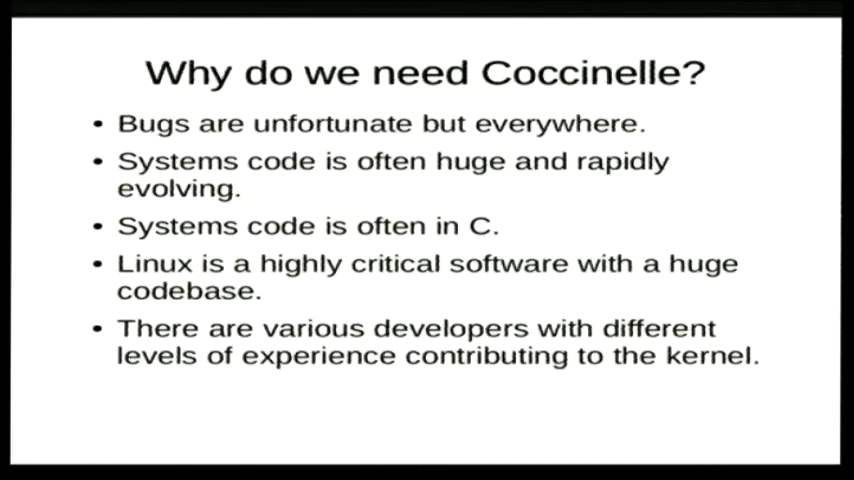 Why do we need Coccinelle?
• Bugs are unfortunate but everywhere.
• Systems code is often huge and rapidly
evolving.
• Systems code is often in C.
• Linux is a highly critical software with a huge
codebase.
• There are various developers with different
levels of experience contributing to the kernel.